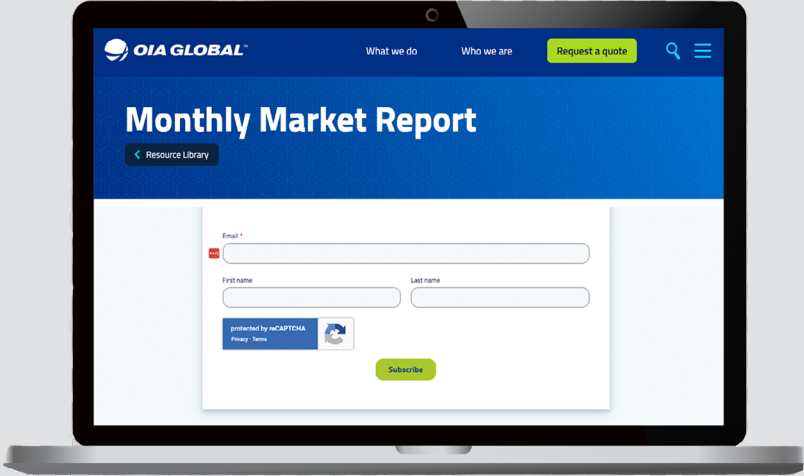 OIA GLOBAL™
What we do
Who we are
Request a quote
Monthly Market Report
Resource Library
Email *
First name
Last name
protected by reCAPTCHA
Privacy - Terms
Subscribe